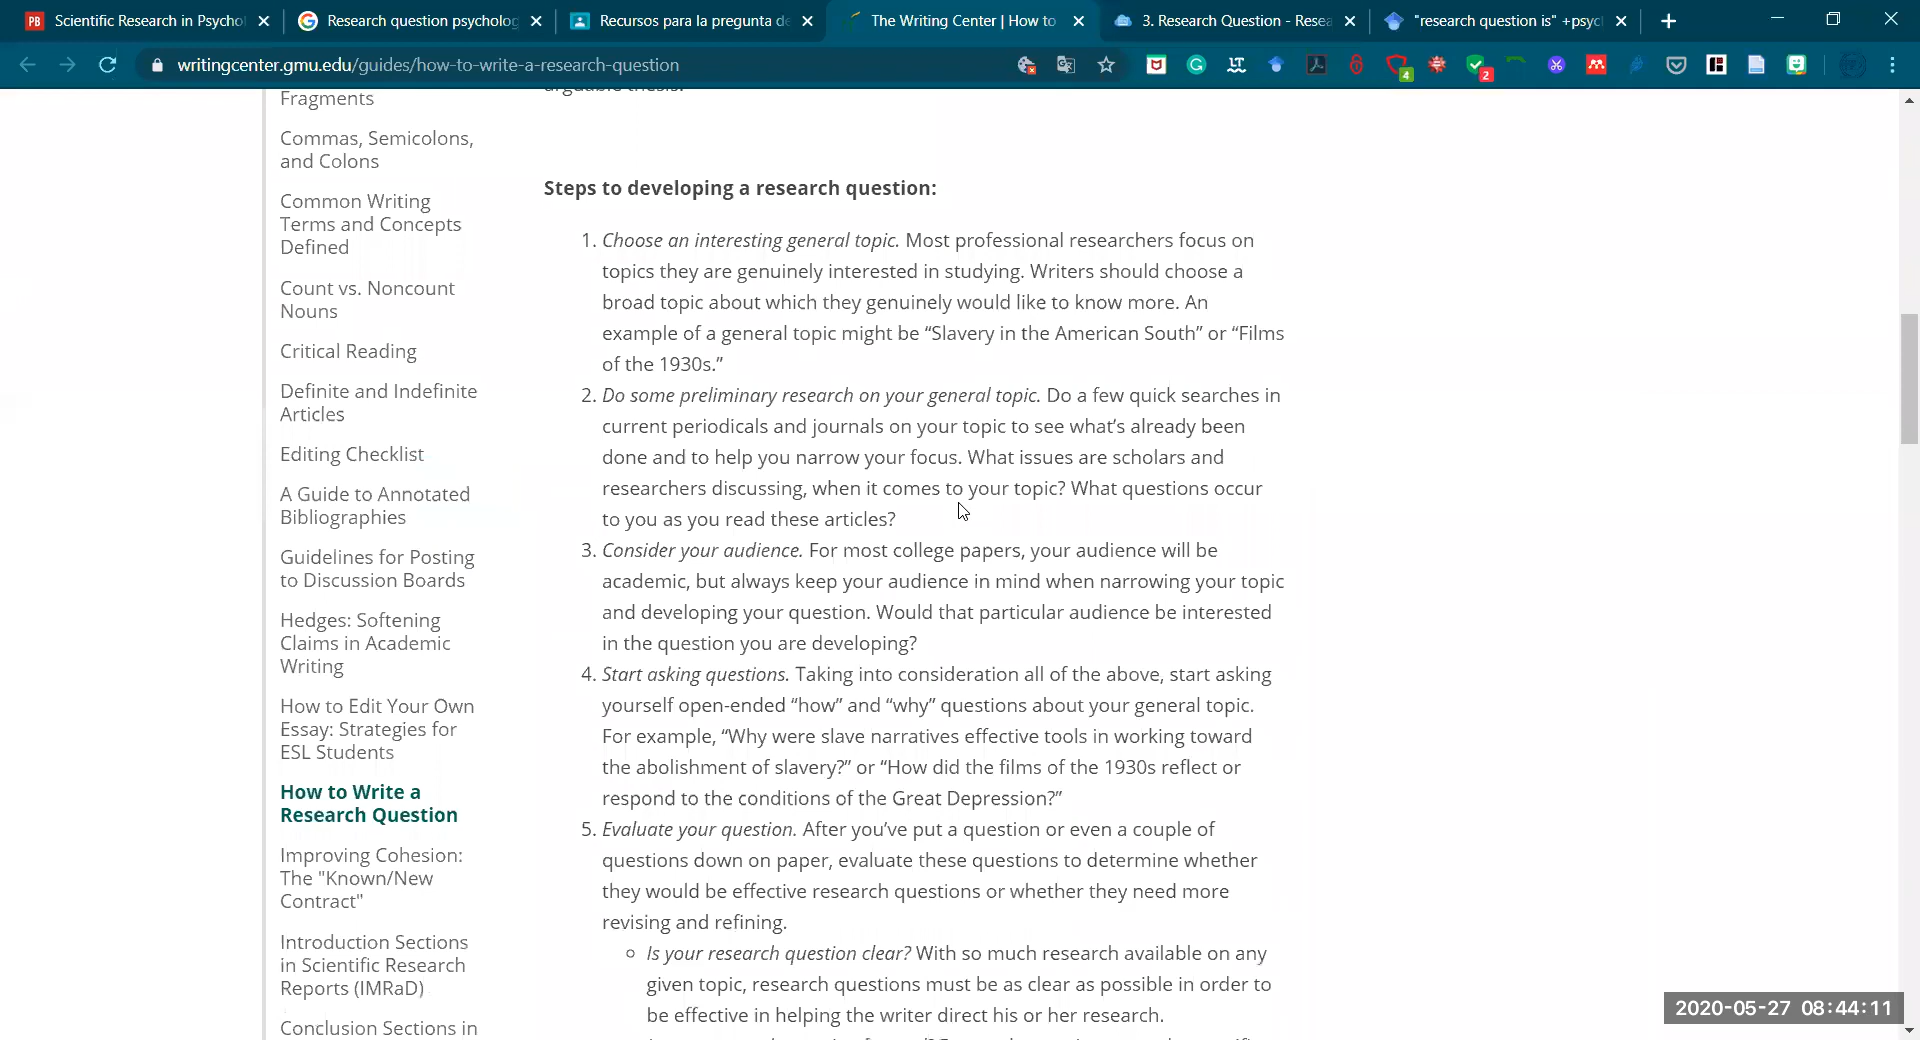 Scientific Research in Psycho
Research question psycholog
Recursos para la pregunta de
The Writing Center | How to
3. Research Question - Resea
"research question is" +psyc
writingcenter.gmu.edu/guides/how-to-write-a-research-question
4
2
arguable thesis.
Fragments
Commas, Semicolons,
and Colons
Common Writing
Terms and Concepts
Defined
Count vs. Noncount
Nouns
Critical Reading
Definite and Indefinite
Articles
Editing Checklist
A Guide to Annotated
Bibliographies
Guidelines for Posting
to Discussion Boards
Hedges: Softening
Claims in Academic
Writing
How to Edit Your Own
Essay: Strategies for
ESL Students
How to Write a
Research Question
Improving Cohesion:
The "Known/New
Contract"
Introduction Sections
in Scientific Research
Reports (IMRaD)
Conclusion Sections in
Steps to developing a research question:
1. Choose an interesting general topic. Most professional researchers focus on
topics they are genuinely interested in studying. Writers should choose a
broad topic about which they genuinely would like to know more. An
example of a general topic might be “Slavery in the American South” or “Films
of the 1930s.”
2. Do some preliminary research on your general topic. Do a few quick searches in
current periodicals and journals on your topic to see what’s already been
done and to help you narrow your focus. What issues are scholars and
researchers discussing, when it comes to your topic? What questions occur
to you as you read these articles?
3. Consider your audience. For most college papers, your audience will be
academic, but always keep your audience in mind when narrowing your topic
and developing your question. Would that particular audience be interested
in the question you are developing?
4. Start asking questions. Taking into consideration all of the above, start asking
yourself open-ended “how” and “why” questions about your general topic.
For example, “Why were slave narratives effective tools in working toward
the abolishment of slavery?” or “How did the films of the 1930s reflect or
respond to the conditions of the Great Depression?”
5. Evaluate your question. After you’ve put a question or even a couple of
questions down on paper, evaluate these questions to determine whether
they would be effective research questions or whether they need more
revising and refining.
Is your research question clear? With so much research available on any
given topic, research questions must be as clear as possible in order to
be effective in helping the writer direct his or her research.
2020-05-27 08:44:11